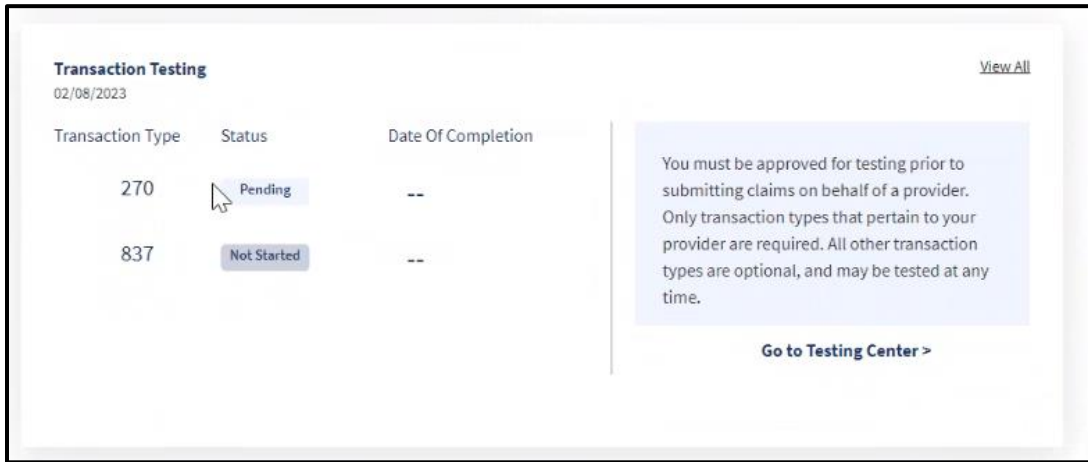 Transaction Testing
View All
02/08/2023
Transaction Type Status Date Of Completion
270 Pending --
837 Not Started --
You must be approved for testing prior to
submitting claims on behalf of a provider.
Only transaction types that pertain to your
provider are required. All other transaction
types are optional, and may be tested at any
time.
Go to Testing Center >